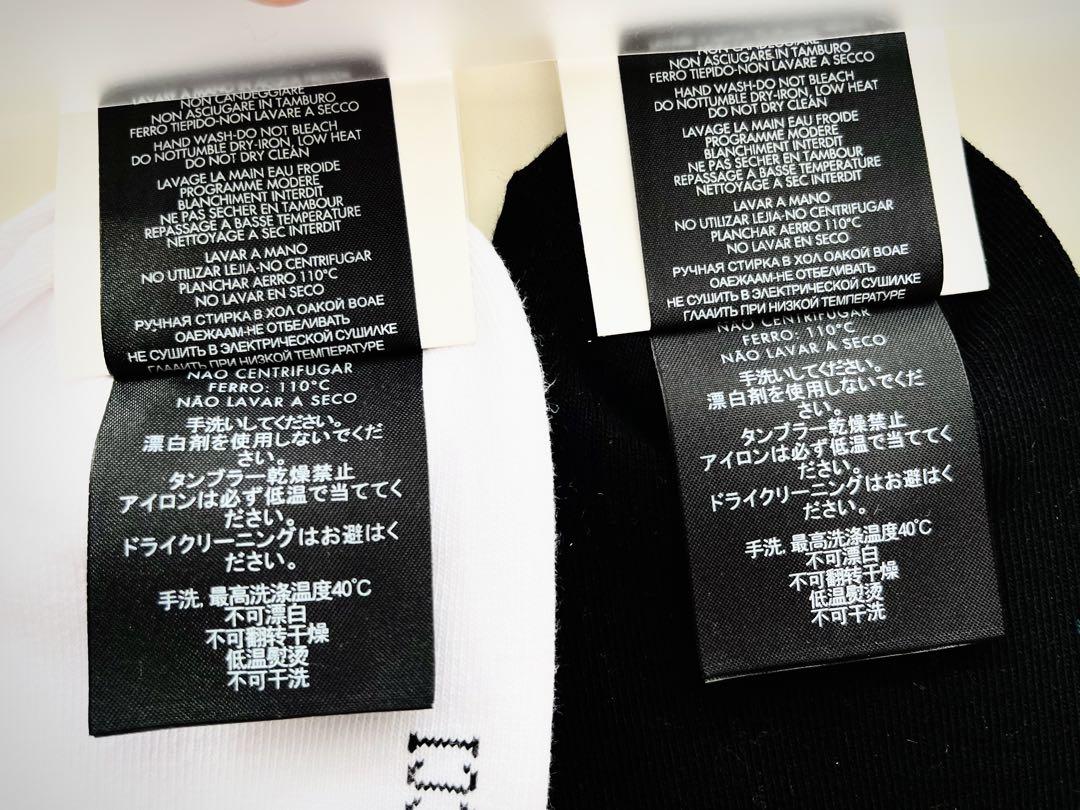 LAVARE A MANO
NON CANDEGGIARE
NON ASCIUGARE IN TAMBURO
FERRO TIEPIDO-NON LAVARE A SECCO
HAND WASH-DO NOT BLEACH
DO NOTTUMBLE DRY-IRON, LOW HEAT
DO NOT DRY CLEAN
LAVAGE LA MAIN EAU FROIDE
PROGRAMME MODERE
BLANCHIMENT INTERDIT
NE PAS SECHER EN TAMBOUR
REPASSAGE A BASSE TEMPERATURE
NETTOYAGE A SEC INTERDIT
LAVAR A MANO
NO UTILIZAR LEJIA-NO CENTRIFUGAR
PLANCHAR AERRO 110°C
NO LAVAR EN SECO
РУЧНАЯ СТИРКА В ХОЛ ОАКОЙ ВОАЕ
ОАЕЖААМ-НЕ ОТБЕЛИВАТЬ
НЕ СУШИТЬ В ЭЛЕКТРИЧЕСКОЙ СУШИЛКЕ
ГЛААИТЬ ПРИ НИЗКОЙ ТЕМПЕРАТУРЕ
NÃO CENTRIFUGAR
FERRO: 110°C
NÃO LAVAR A SECO
手洗いしてください。
漂白剤を使用しないでくだ
さい。
タンブラー乾燥禁止
アイロンは必ず低温で当ててく
ださい。
ドライクリーニングはお避はく
ださい。
手洗, 最高洗涤温度40℃
不可漂白
不可翻转干燥
低温熨烫
不可干洗
NON CANDEGGIARE
NON ASCIUGARE IN TAMBURO
FERRO TIEPIDO-NON LAVARE A SECCO
HAND WASH-DO NOT BLEACH
DO NOTTUMBLE DRY-IRON, LOW HEAT
DO NOT DRY CLEAN
LAVAGE LA MAIN EAU FROIDE
PROGRAMME MODERE
BLANCHIMENT INTERDIT
NE PAS SECHER EN TAMBOUR
REPASSAGE A BASSE TEMPERATURE
NETTOYAGE A SEC INTERDIT
LAVAR A MANO
NO UTILIZAR LEJIA-NO CENTRIFUGAR
PLANCHAR AERRO 110°C
NO LAVAR EN SECO
РУЧНАЯ СТИРКА В ХОЛ ОАКОЙ ВОАЕ
ОАЕЖААМ-НЕ ОТБЕЛИВАТЬ
НЕ СУШИТЬ В ЭЛЕКТРИЧЕСКОЙ СУШИЛКЕ
ГЛААИТЬ ПРИ НИЗКОЙ ТЕМПЕРАТУРЕ
NÃO CENTRIFUGAR
FERRO: 110°C
NÃO LAVAR A SECO
手洗いしてください。
漂白剤を使用しないでくだ
さい。
タンブラー乾燥禁止
アイロンは必ず低温で当ててく
ださい。
ドライクリーニングはお避はく
ださい。
手洗, 最高洗涤温度40℃
不可漂白
不可翻转干燥
低温熨烫
不可干洗